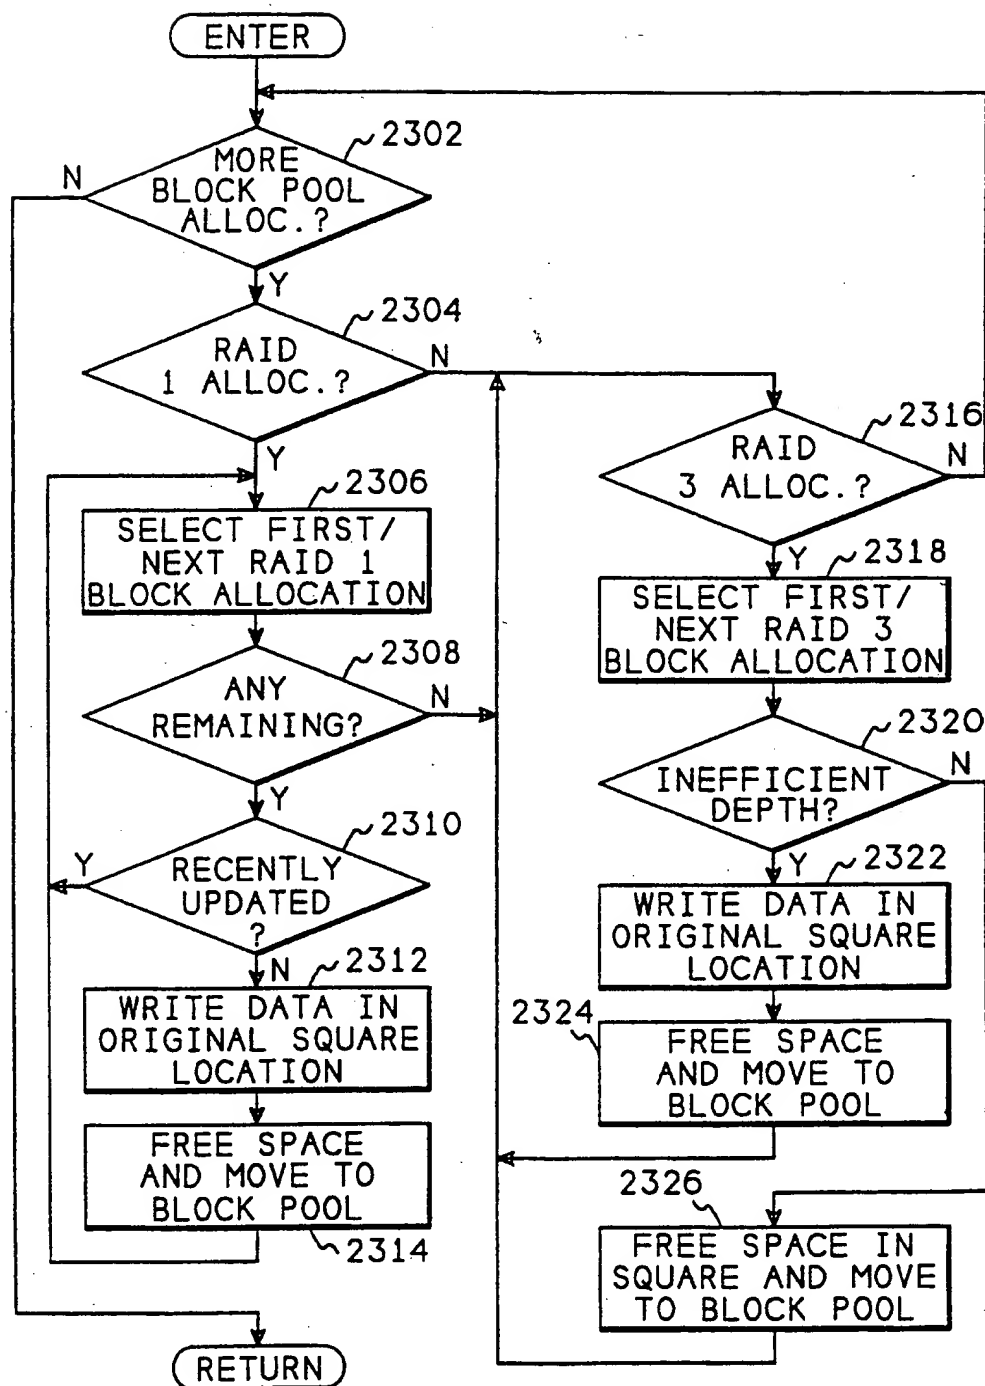 ENTER
2302
MORE
BLOCK POOL
ALLOC.?
N
Y
2304
RAID
1 ALLOC.?
N
Y
2306
SELECT FIRST/
NEXT RAID 1
BLOCK ALLOCATION
2308
ANY
REMAINING?
N
Y
2310
RECENTLY
UPDATED
?
Y
N
2312
WRITE DATA IN
ORIGINAL SQUARE
LOCATION
FREE SPACE
AND MOVE TO
BLOCK POOL
2314
2316
RAID
3 ALLOC.?
N
Y
2318
SELECT FIRST/
NEXT RAID 3
BLOCK ALLOCATION
2320
INEFFICIENT
DEPTH?
N
Y
2322
WRITE DATA IN
ORIGINAL SQUARE
LOCATION
2324
FREE SPACE
AND MOVE TO
BLOCK POOL
2326
FREE SPACE IN
SQUARE AND MOVE
TO BLOCK POOL
RETURN